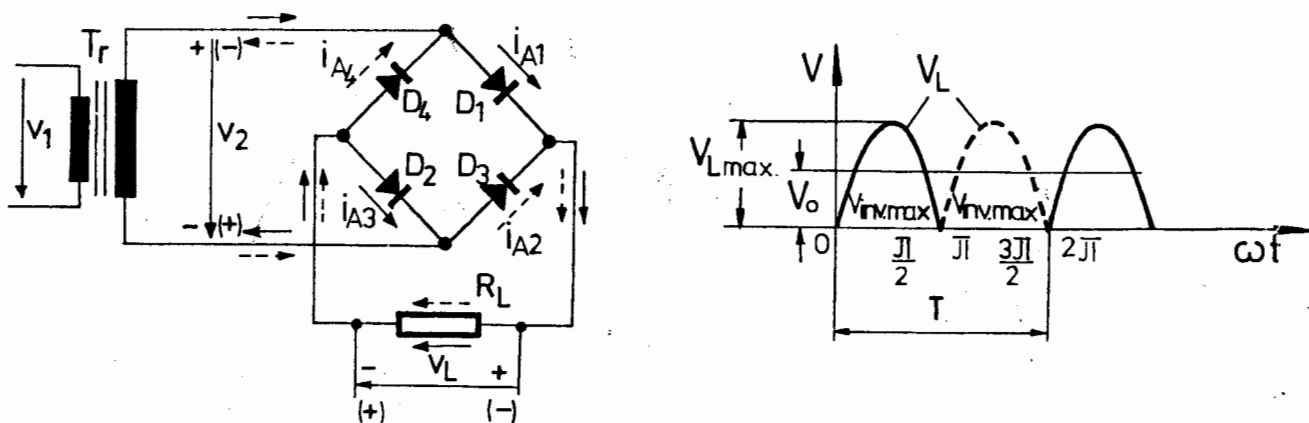 Tr
+ (-)
v1
v2
- (+)
iA4
iA1
D4
D1
D2
D3
iA3
iA2
RL
vL
- +
(+) (-)
V
VL
VLmax.
Vo
Vinv.max
Vinv.max
0
π/2
π
3π/2
2π
ωt
T